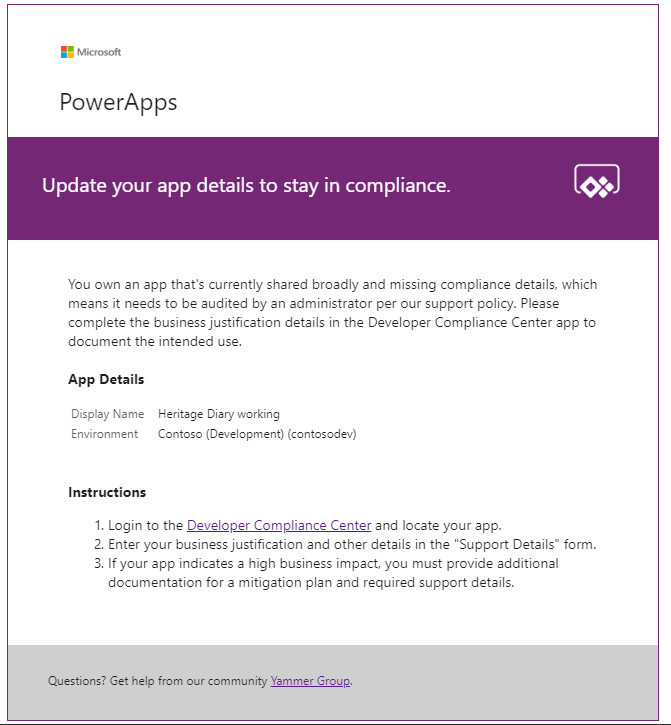 Microsoft
PowerApps
Update your app details to stay in compliance.
You own an app that's currently shared broadly and missing compliance details, which
means it needs to be audited by an administrator per our support policy. Please
complete the business justification details in the Developer Compliance Center app to
document the intended use.
App Details
Display Name Heritage Diary working
Environment Contoso (Development) (contosodev)
Instructions
1. Login to the Developer Compliance Center and locate your app.
2. Enter your business justification and other details in the "Support Details" form.
3. If your app indicates a high business impact, you must provide additional
documentation for a mitigation plan and required support details.
Questions? Get help from our community Yammer Group.